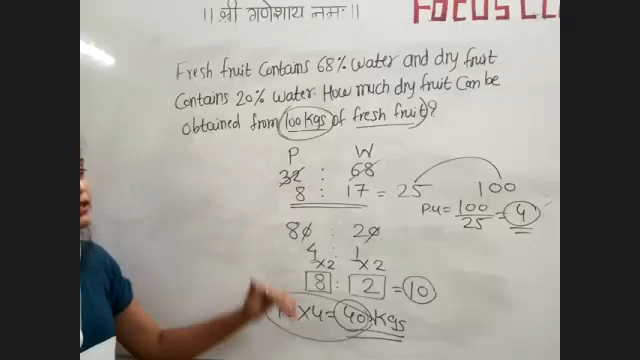 ।। श्री गणेशाय नमः ।।
FOCUS CL
Fresh fruit Contains 68% water and dry fruit
Contains 20% water. How much dry fruit Can be
obtained from 100 Kgs of fresh fruit?
P W
32 : 68
8 : 17 = 25 100
P.u = 100/25 = 4
80 : 20
4 : 1
×2 ×2
8 : 2 = 10
×4 = 40 Kgs